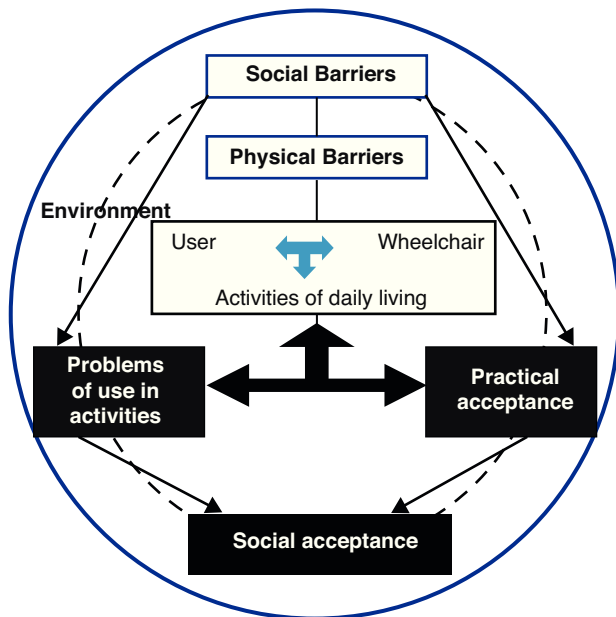 Social Barriers
Physical Barriers
Environment
User Wheelchair
Activities of daily living
Problems
of use in
activities
Practical
acceptance
Social acceptance